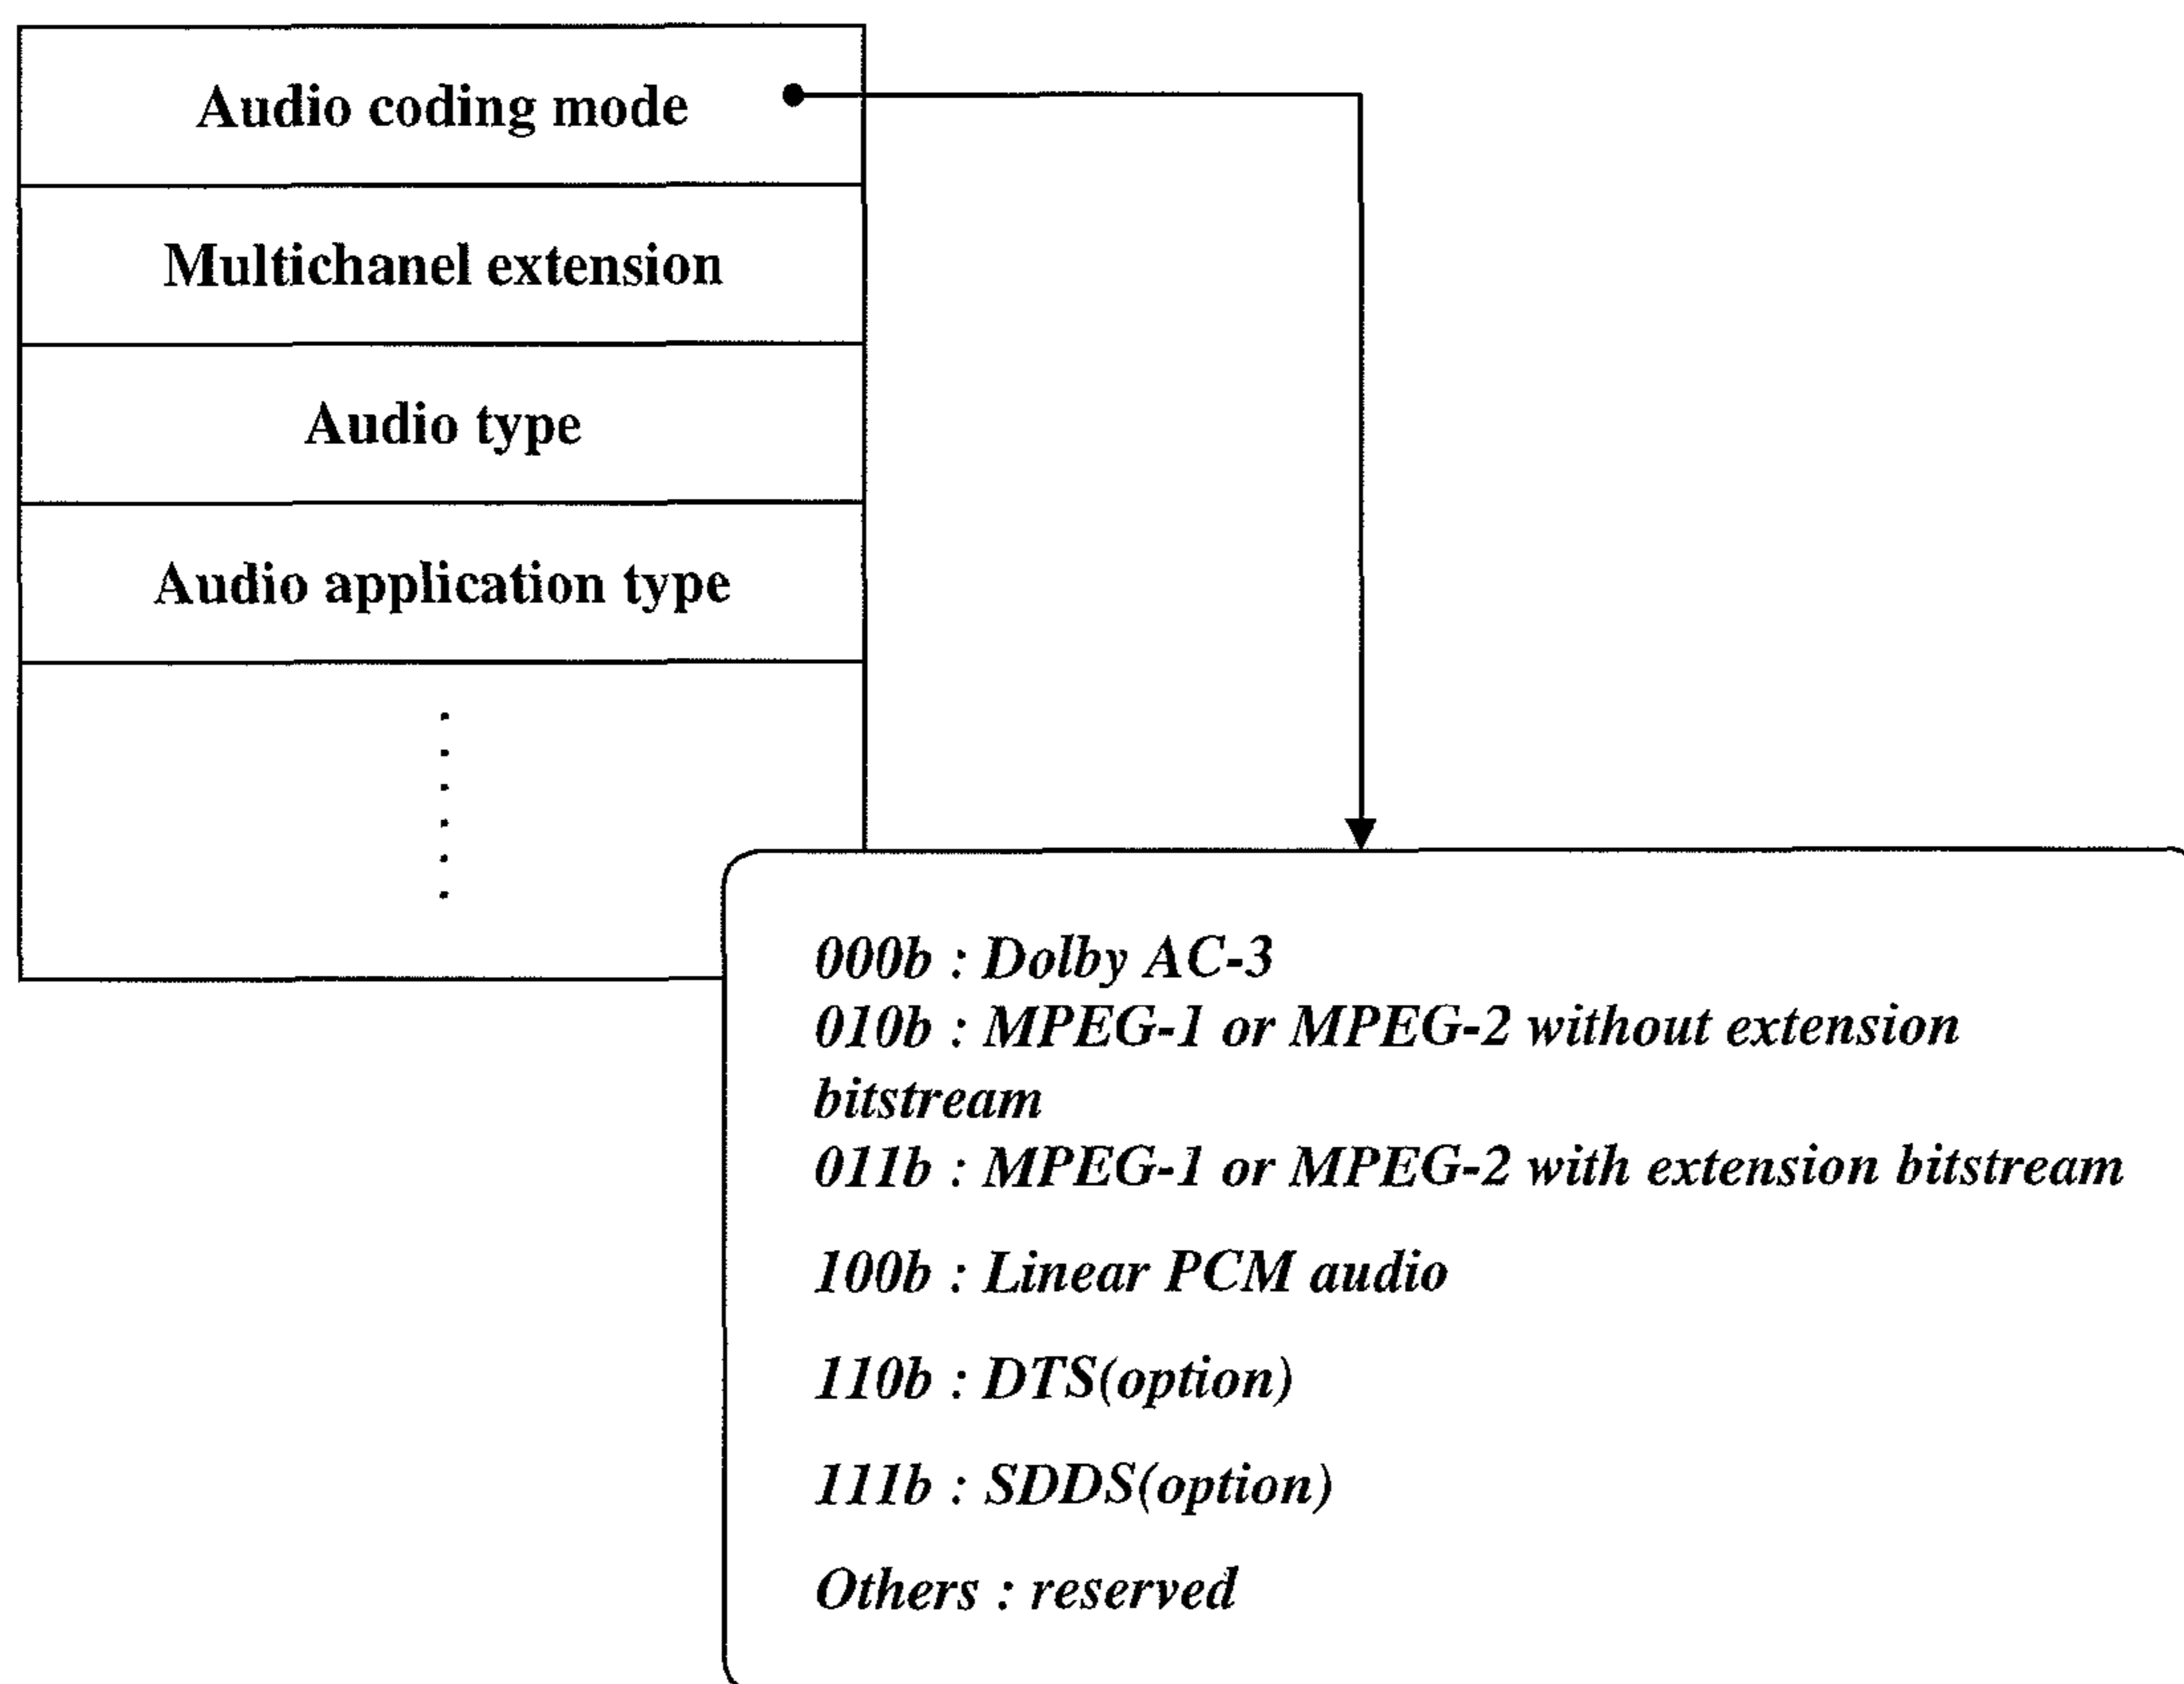 Audio coding mode
Multichanel extension
Audio type
Audio application type
000b : Dolby AC-3
010b : MPEG-1 or MPEG-2 without extension
bitstream
011b : MPEG-1 or MPEG-2 with extension bitstream
100b : Linear PCM audio
110b : DTS(option)
111b : SDDS(option)
Others : reserved